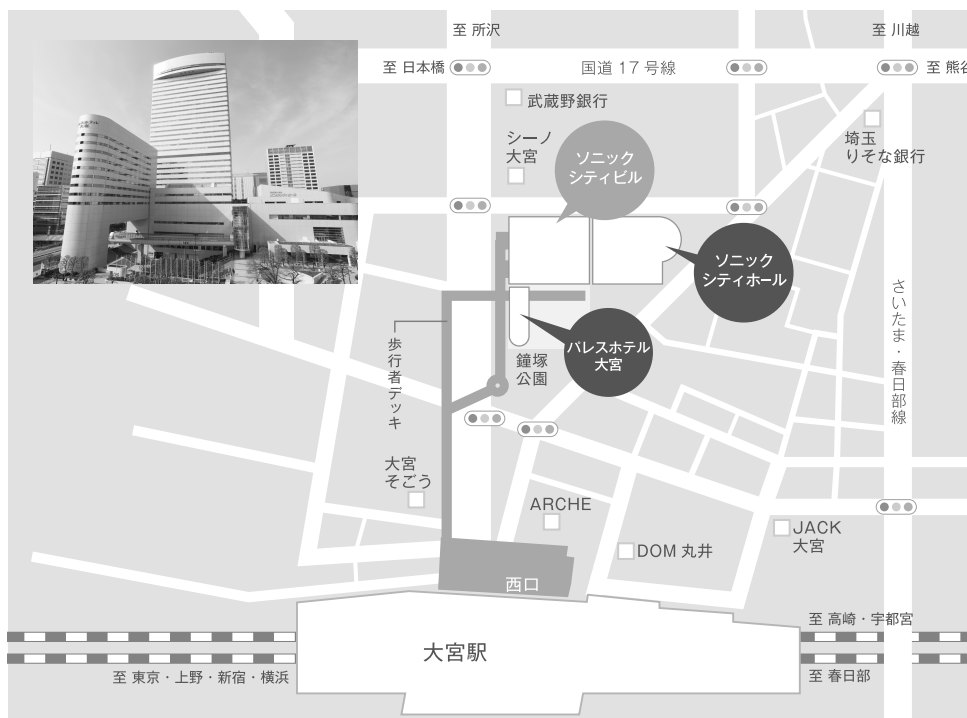 至 所沢
至 川越
至 日本橋
国道 17 号線
至 熊谷
武蔵野銀行
シーノ
大宮
ソニック
シティビル
埼玉
りそな銀行
ソニック
シティホール
さいたま・春日部線
パレスホテル
大宮
歩行者デッキ
鐘塚
公園
大宮
そごう
ARCHE
DOM 丸井
JACK
大宮
西口
大宮駅
至 高崎・宇都宮
至 東京・上野・新宿・横浜
至 春日部